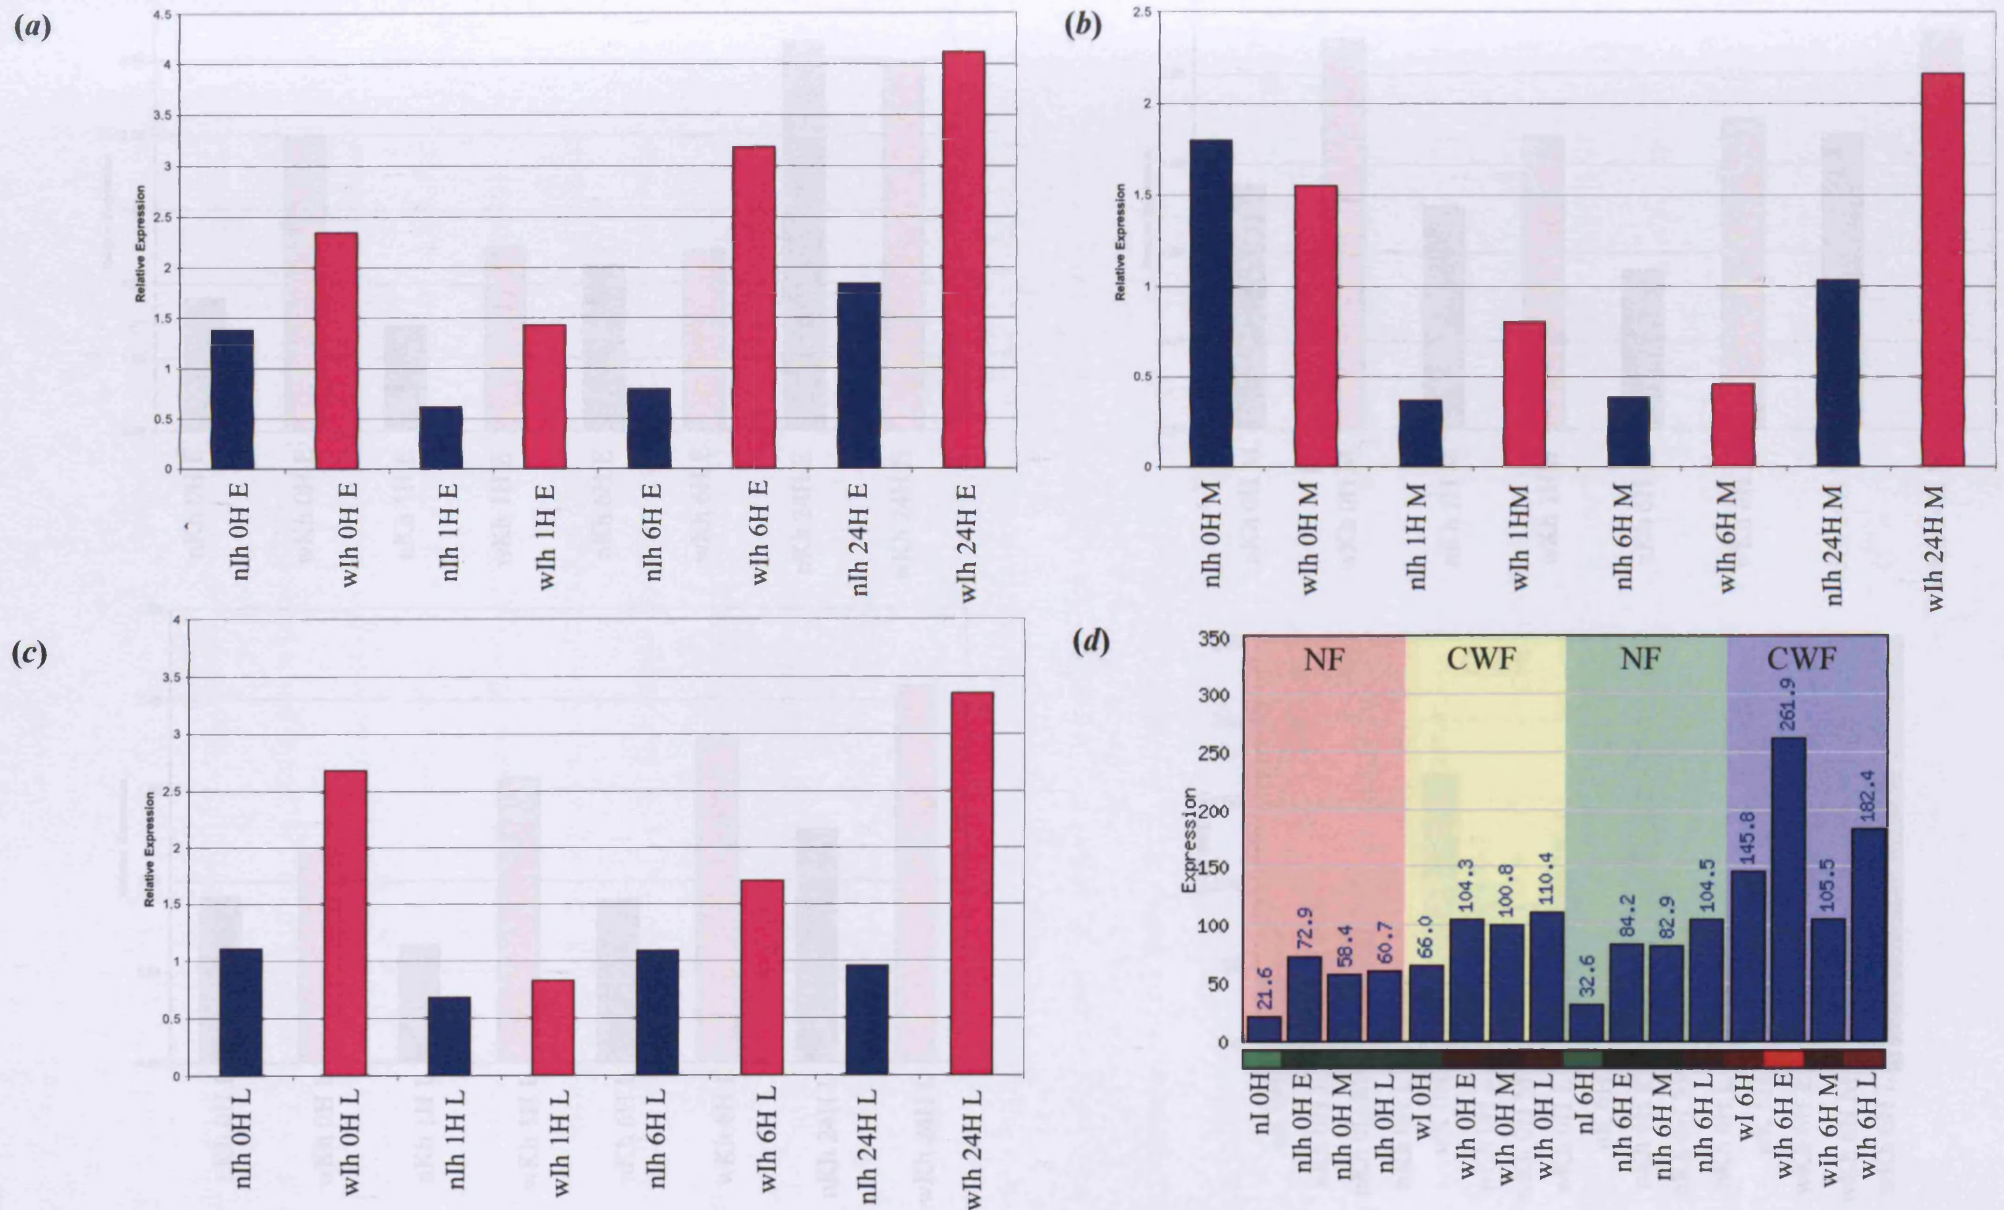 (a)
4.5
4
3.5
3
2.5
2
1.5
1
0.5
0
Relative Expression
nIh 0H E
wIh 0H E
nIh 1H E
wIh 1H E
nIh 6H E
wIh 6H E
nIh 24H E
wIh 24H E
(b)
2.5
2
1.5
1
0.5
0
Relative Expression
nIh 0H M
wIh 0H M
nIh 1H M
wIh 1HM
nIh 6H M
wIh 6H M
nIh 24H M
wIh 24H M
(c)
4
3.5
3
2.5
2
1.5
1
0.5
0
Relative Expression
nIh 0H L
wIh 0H L
nIh 1H L
wIh 1H L
nIh 6H L
wIh 6H L
nIh 24H L
wIh 24H L
(d)
350
300
250
200
150
100
50
0
Expression
NF
CWF
NF
CWF
21.6
72.9
58.4
60.7
66.0
104.3
100.8
110.4
32.6
84.2
82.9
104.5
145.8
261.9
105.5
182.4
nI 0H
nIh 0H E
nIh 0H M
nIh 0H L
wI 0H
wIh 0H E
wIh 0H M
wIh 0H L
nI 6H
nIh 6H E
nIh 6H M
nIh 6H L
wI 6H
wIh 6H E
wIh 6H M
wIh 6H L